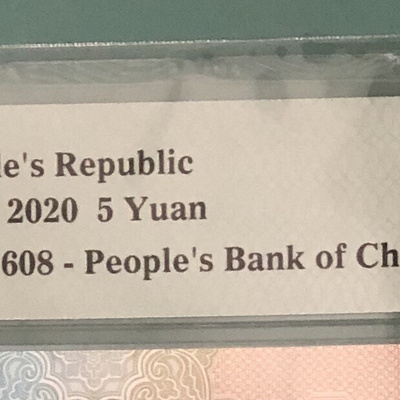 le's Republic
2020 5 Yuan
608 - People's Bank of Ch